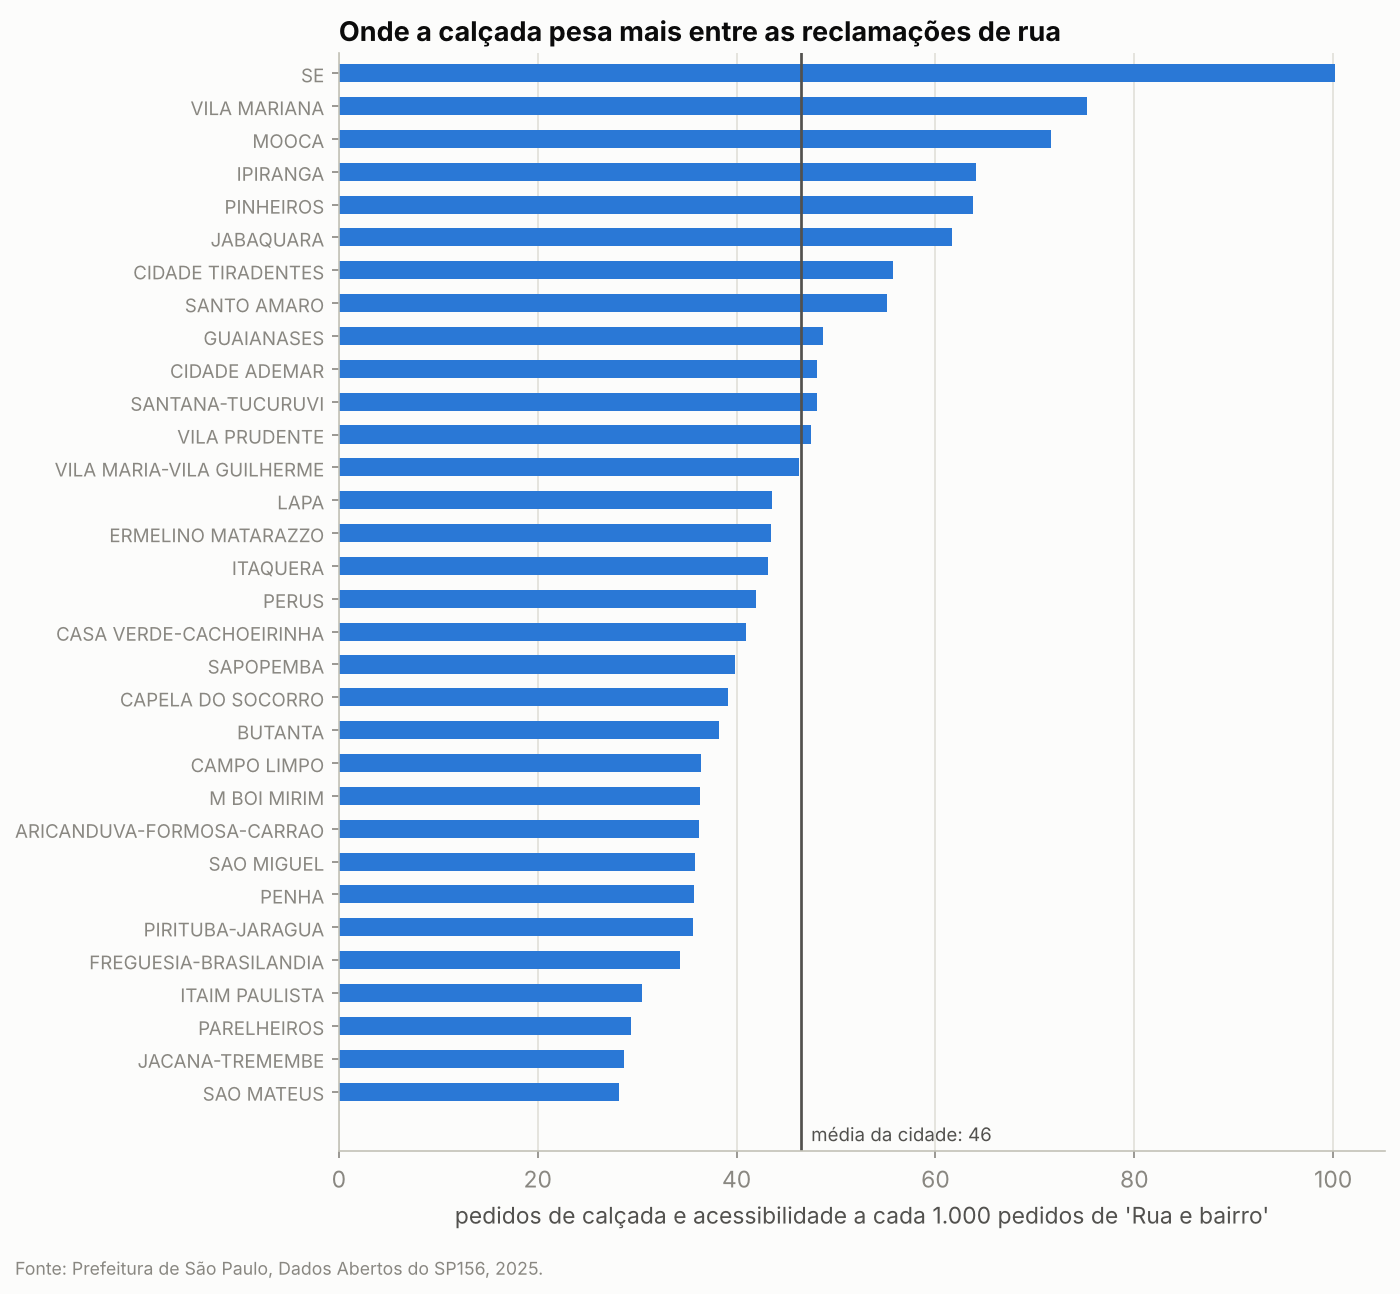 Onde a calçada pesa mais entre as reclamações de rua
SE
VILA MARIANA
MOOCA
IPIRANGA
PINHEIROS
JABAQUARA
CIDADE TIRADENTES
SANTO AMARO
GUAIANASES
CIDADE ADEMAR
SANTANA-TUCURUVI
VILA PRUDENTE
VILA MARIA-VILA GUILHERME
LAPA
ERMELINO MATARAZZO
ITAQUERA
PERUS
CASA VERDE-CACHOEIRINHA
SAPOPEMBA
CAPELA DO SOCORRO
BUTANTA
CAMPO LIMPO
M BOI MIRIM
ARICANDUVA-FORMOSA-CARRAO
SAO MIGUEL
PENHA
PIRITUBA-JARAGUA
FREGUESIA-BRASILANDIA
ITAIM PAULISTA
PARELHEIROS
JACANA-TREMEMBE
SAO MATEUS
média da cidade: 46
0 20 40 60 80 100
pedidos de calçada e acessibilidade a cada 1.000 pedidos de 'Rua e bairro'
Fonte: Prefeitura de São Paulo, Dados Abertos do SP156, 2025.